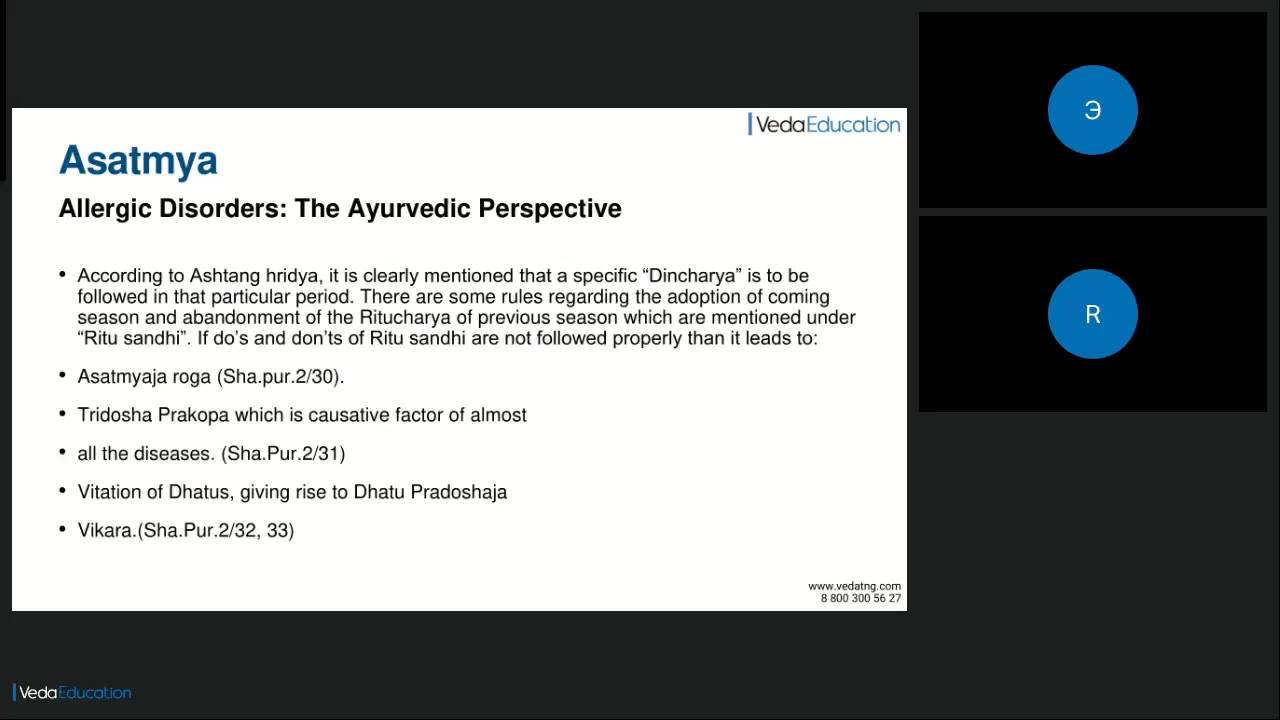 VedaEducation
Asatmya
Allergic Disorders: The Ayurvedic Perspective
• According to Ashtang hridya, it is clearly mentioned that a specific “Dincharya” is to be
followed in that particular period. There are some rules regarding the adoption of coming
season and abandonment of the Ritucharya of previous season which are mentioned under
“Ritu sandhi”. If do’s and don’ts of Ritu sandhi are not followed properly than it leads to:
• Asatmyaja roga (Sha.pur.2/30).
• Tridosha Prakopa which is causative factor of almost
• all the diseases. (Sha.Pur.2/31)
• Vitation of Dhatus, giving rise to Dhatu Pradoshaja
• Vikara.(Sha.Pur.2/32, 33)
www.vedatng.com
8 800 300 56 27
Э
R
VedaEducation